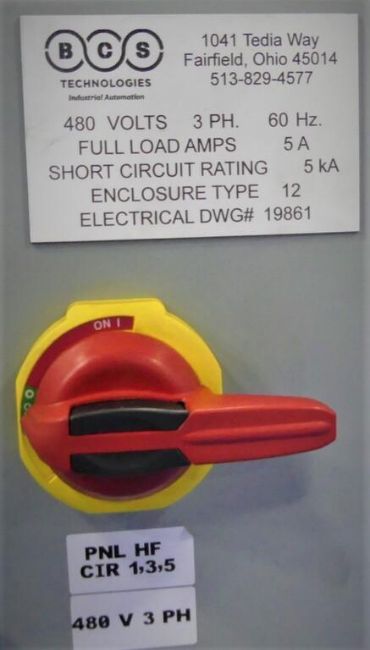 BCS
TECHNOLOGIES
Industrial Automation
1041 Tedia Way
Fairfield, Ohio 45014
513-829-4577
480 VOLTS 3 PH. 60 Hz.
FULL LOAD AMPS 5 A
SHORT CIRCUIT RATING 5 kA
ENCLOSURE TYPE 12
ELECTRICAL DWG# 19861
ON I
PNL HF
CIR 1,3,5
480 V 3 PH